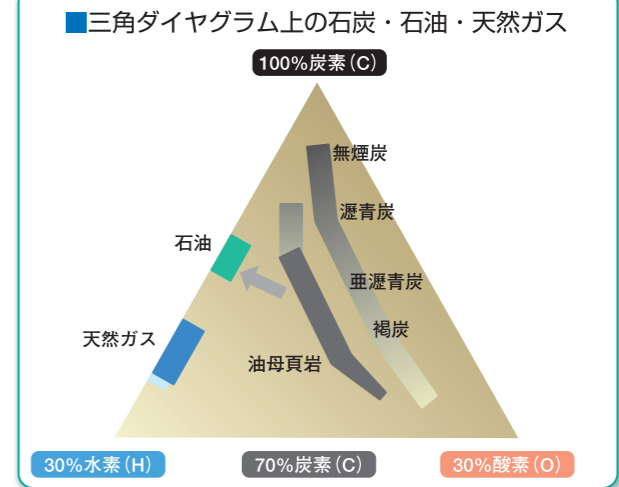 ■三角ダイヤグラム上の石炭・石油・天然ガス
100%炭素（C）
無煙炭
瀝青炭
石油
亜瀝青炭
褐炭
天然ガス
油母頁岩
30%水素（H）
70%炭素（C）
30%酸素（O）